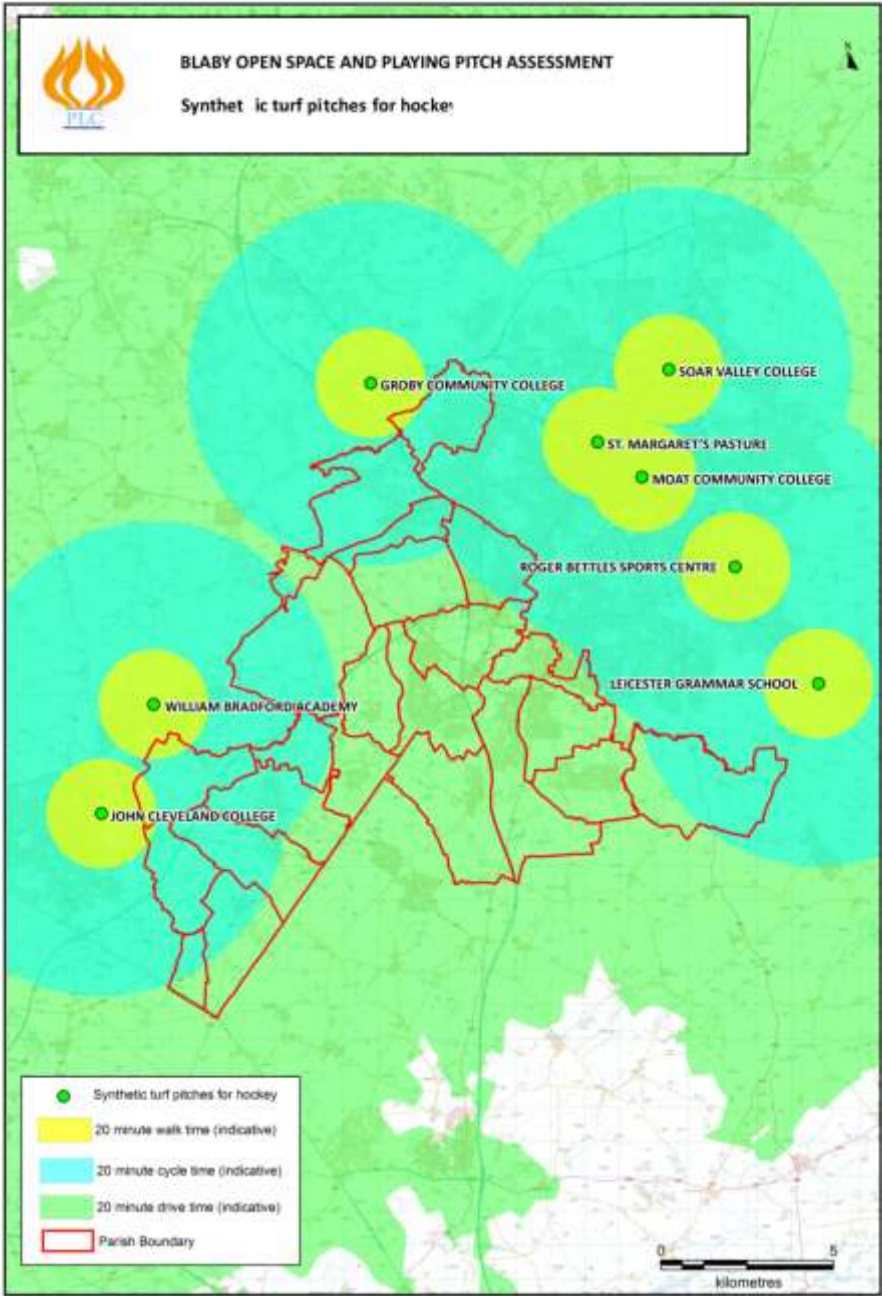 BLABY OPEN SPACE AND PLAYING PITCH ASSESSMENT
Synthet ic turf pitches for hockey
PLC
N
SOAR VALLEY COLLEGE
GROBY COMMUNITY COLLEGE
ST. MARGARET'S PASTURE
MOAT COMMUNITY COLLEGE
ROGER BETTLES SPORTS CENTRE
LEICESTER GRAMMAR SCHOOL
WILLIAM BRADFORD ACADEMY
JOHN CLEVELAND COLLEGE
Synthetic turf pitches for hockey
20 minute walk time (indicative)
20 minute cycle time (indicative)
20 minute drive time (indicative)
Parish Boundary
0 5
kilometres